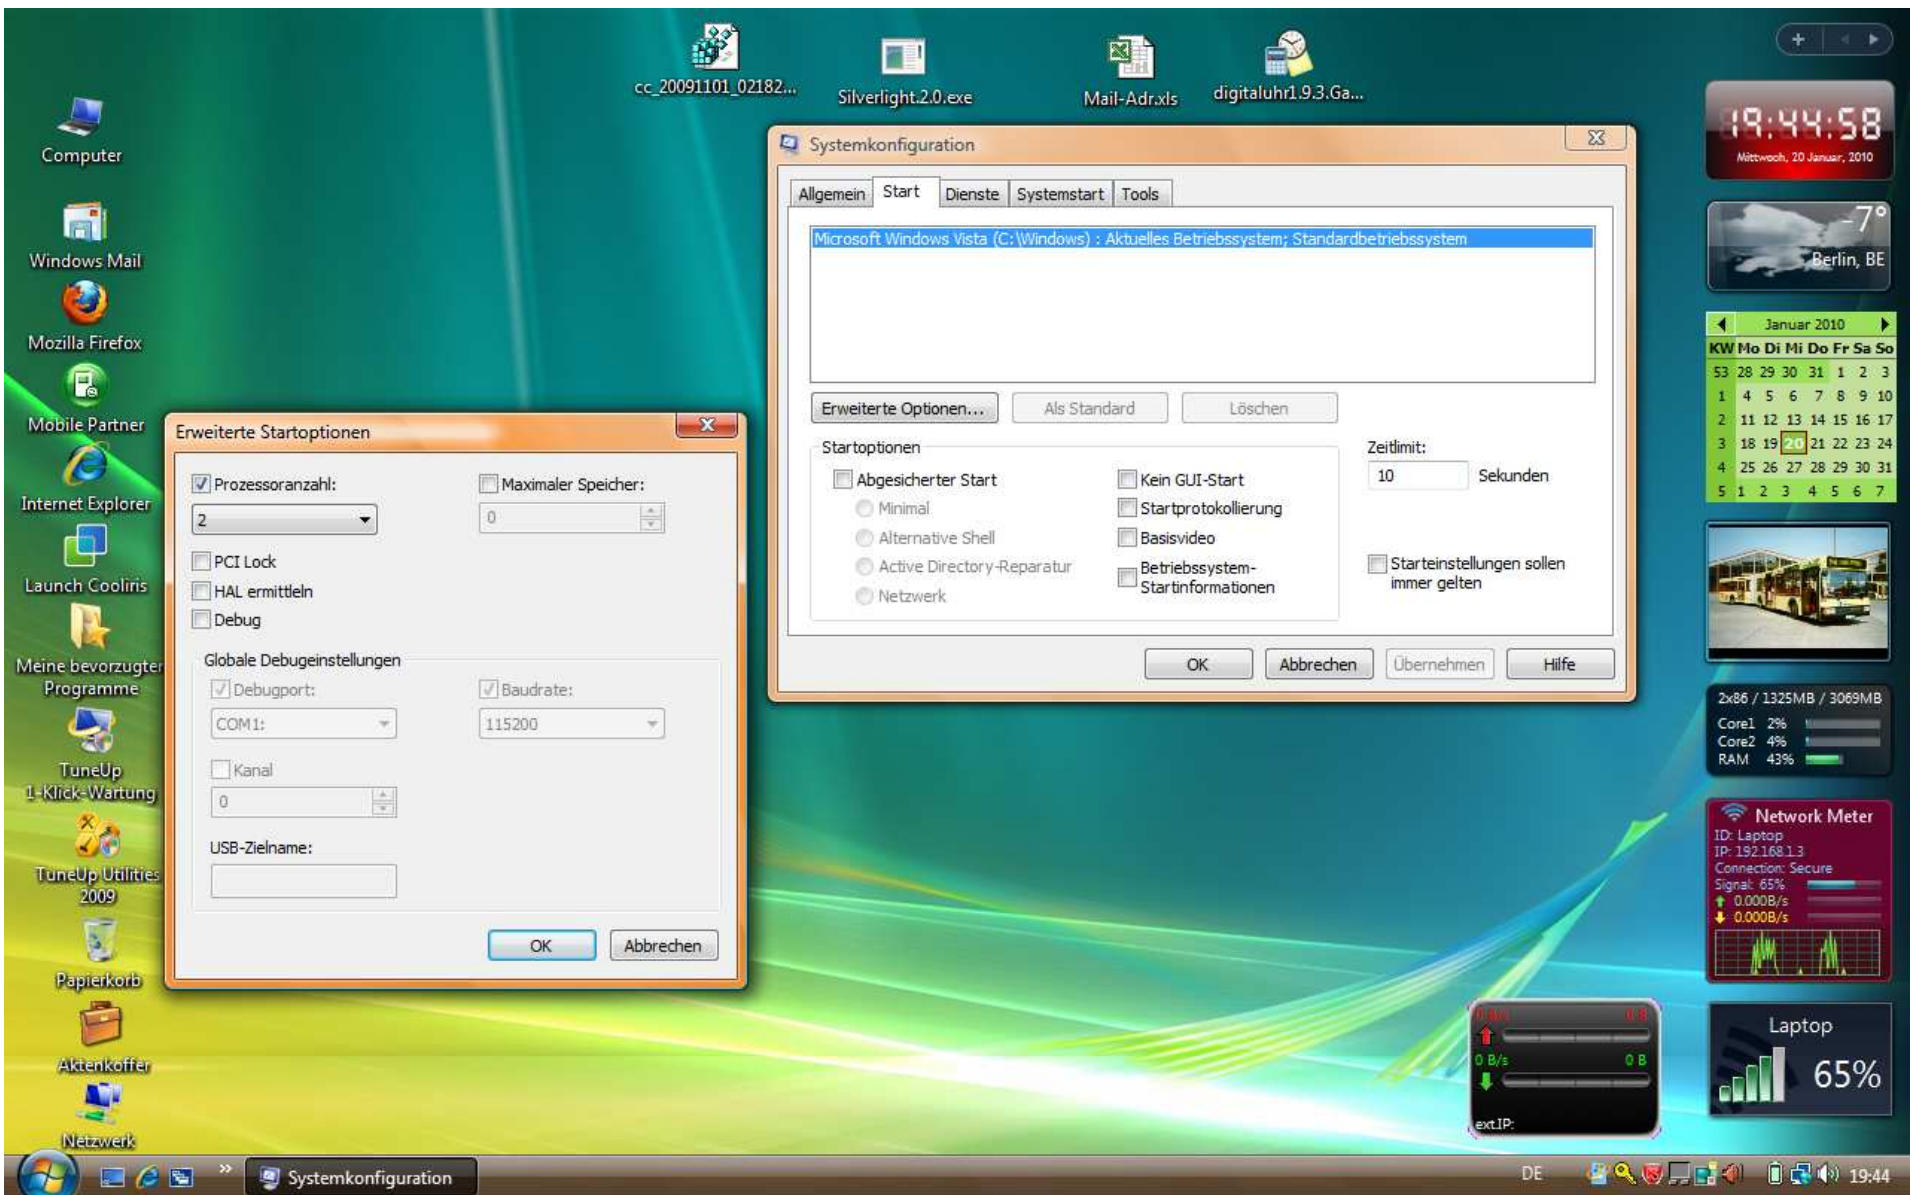 cc_20091101_02182...
Silverlight.2.0.exe
Mail-Adr.xls
digitaluhr1.9.3.Ga...
Computer
Windows Mail
Mozilla Firefox
Mobile Partner
Internet Explorer
Launch Cooliris
Meine bevorzugter
Programme
TuneUp
1-Klick-Wartung
TuneUp Utilities
2009
Papierkorb
Aktenkoffer
Netzwerk
Systemkonfiguration
Allgemein Start Dienste Systemstart Tools
Microsoft Windows Vista (C:\Windows) : Aktuelles Betriebssystem; Standardbetriebssystem
Erweiterte Optionen... Als Standard Löschen
Startoptionen
Abgesicherter Start
Minimal
Alternative Shell
Active Directory-Reparatur
Netzwerk
Kein GUI-Start
Startprotokollierung
Basisvideo
Betriebssystem-
Startinformationen
Zeitlimit:
10 Sekunden
Starteinstellungen sollen
immer gelten
OK Abbrechen Übernehmen Hilfe
Erweiterte Startoptionen
Prozessoranzahl: Maximaler Speicher:
2 0
PCI Lock
HAL ermitteln
Debug
Globale Debugeinstellungen
Debugport: Baudrate:
COM1: 115200
Kanal
0
USB-Zielname:
OK Abbrechen
19:44:58
Mittwoch, 20 Januar, 2010
-7°
Berlin, BE
Januar 2010
KW Mo Di Mi Do Fr Sa So
53 28 29 30 31 1 2 3
1 4 5 6 7 8 9 10
2 11 12 13 14 15 16 17
3 18 19 20 21 22 23 24
4 25 26 27 28 29 30 31
5 1 2 3 4 5 6 7
2x86 / 1325MB / 3069MB
Core1 2%
Core2 4%
RAM 43%
Network Meter
ID: Laptop
IP: 192.168.1.3
Connection: Secure
Signal: 65%
0.000B/s
0.000B/s
0 B/s 0 B
0 B/s 0 B
ext.IP:
Laptop
65%
Systemkonfiguration
DE
19:44